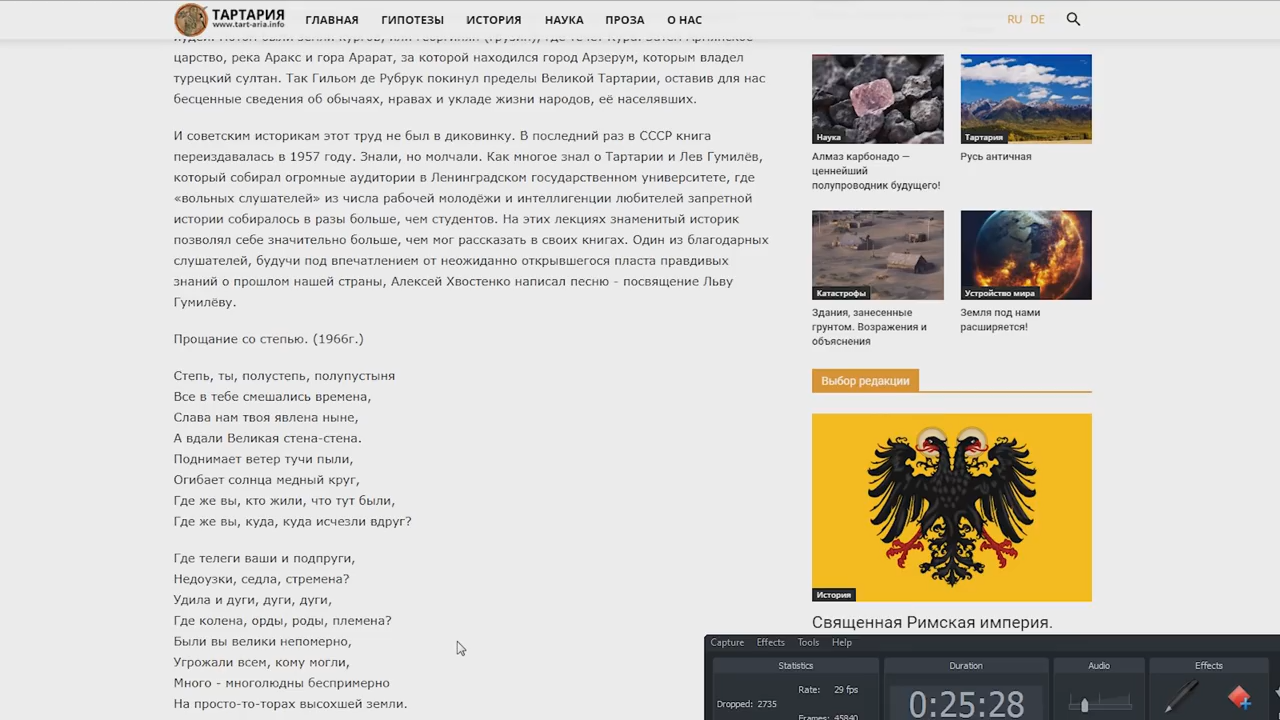 ТАРТАРИЯ
www.tart-aria.info
ГЛАВНАЯ ГИПОТЕЗЫ ИСТОРИЯ НАУКА ПРОЗА О НАС
RU DE
царство, река Аракс и гора Арарат, за которой находился город Арзерум, которым владел
турецкий султан. Так Гильом де Рубрук покинул пределы Великой Тартарии, оставив для нас
бесценные сведения об обычаях, нравах и укладе жизни народов, её населявших.
И советским историкам этот труд не был в диковинку. В последний раз в СССР книга
переиздавалась в 1957 году. Знали, но молчали. Как многое знал о Тартарии и Лев Гумилёв,
который собирал огромные аудитории в Ленинградском государственном университете, где
«вольных слушателей» из числа рабочей молодёжи и интеллигенции любителей запретной
истории собиралось в разы больше, чем студентов. На этих лекциях знаменитый историк
позволял себе значительно больше, чем мог рассказать в своих книгах. Один из благодарных
слушателей, будучи под впечатлением от неожиданно открывшегося пласта правдивых
знаний о прошлом нашей страны, Алексей Хвостенко написал песню - посвящение Льву
Гумилёву.
Прощание со степью. (1966г.)
Степь, ты, полустепь, полупустыня
Все в тебе смешались времена,
Слава нам твоя явлена ныне,
А вдали Великая стена-стена.
Поднимает ветер тучи пыли,
Огибает солнца медный круг,
Где же вы, кто жили, что тут были,
Где же вы, куда, куда исчезли вдруг?
Где телеги ваши и подпруги,
Недоузки, седла, стремена?
Удила и дуги, дуги, дуги,
Где колена, орды, роды, племена?
Были вы велики непомерно,
Угрожали всем, кому могли,
Много - многолюдны беспримерно
На просто-то-торах высохшей земли.
Наука
Алмаз карбонадо —
ценнейший
полупроводник будущего!
Тартария
Русь античная
Катастрофы
Здания, занесенные
грунтом. Возражения и
объяснения
Устройство мира
Земля под нами
расширяется!
Выбор редакции
История
Священная Римская империя.
Capture Effects Tools Help
Statistics
Rate: 29 fps
Dropped: 2735
Frames: 45840
Duration
0:25:28
Audio
Effects